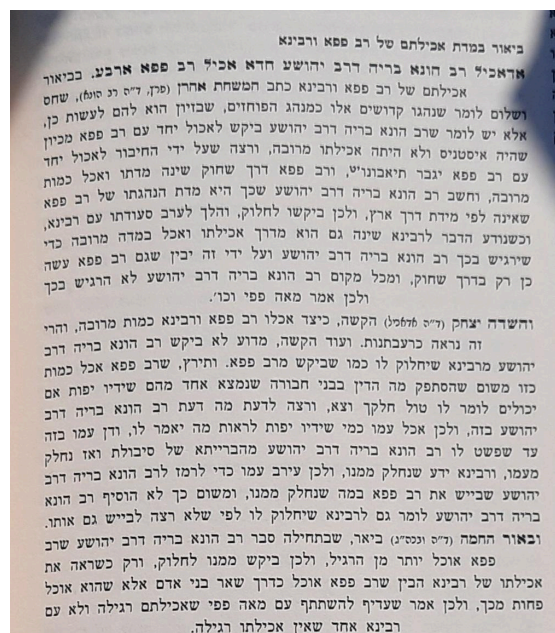 ביאור במדת אכילתם של רב פפא ורבינא
אדאכיל רב הונא בריה דרב יהושע חדא אכיל רב פפא ארבע. בביאור
אכילתם של רב פפא ורבינא כתב המשחת אהרן (פרק, ד״ה רב הונא), שחס
ושלום לומר שנהגו קדושים אלו כמנהג הפוחזים, שבזיון הוא להם לעשות כן,
אלא יש לומר שרב הונא בריה דרב יהושע ביקש לאכול יחד עם רב פפא מכיון
שהיה איסטניס ולא היתה אכילתו מרובה, ורצה שעל ידי החיבור לאכול יחד
עם רב פפא יגבר תיאבונו, ורב פפא דרך שחוק שינה מדתו ואכל כמות
מרובה, וחשב רב הונא בריה דרב יהושע שכך היא מדת הנהגתו של רב פפא
שאינה לפי מידת דרך ארץ, ולכן ביקשו לחלוק, והלך לערב סעודתו עם רבינא,
וכשנודע הדבר לרבינא שינה גם הוא מדרך אכילתו ואכל במדה מרובה כדי
שירגיש בכך רב הונא בריה דרב יהושע ועל ידי זה יבין שגם רב פפא עשה
כן רק בדרך שחוק, ומכל מקום רב הונא בריה דרב יהושע לא הרגיש בכך
ולכן אמר מאה פפי וכו׳.
והשדה יצחק (ד״ה אדאכיל) הקשה, כיצד אכלו רב פפא ורבינא כמות מרובה, והרי
זה נראה כרעבתנות. ועוד הקשה, מדוע לא ביקש רב הונא בריה דרב
יהושע מרבינא שיחלוק לו כמו שביקש מרב פפא. ותירץ, שרב פפא אכל כמות
כזו משום שהסתפק מה הדין בבני חבורה שנמצא אחד מהם שידיו יפות אם
יכולים לומר לו טול חלקך וצא, ורצה לדעת מה דעת רב הונא בריה דרב
יהושע בזה, ולכן אכל עמו כמי שידיו יפות לראות מה יאמר לו, ודן עמו בזה
עד שפשט לו רב הונא בריה דרב יהושע מהברייתא של סיבולת ואז נחלק
מעמו, ורבינא ידע שנחלק ממנו, ולכן עירב עמו כדי לרמז לרב הונא בריה דרב
יהושע שבייש את רב פפא במה שנחלק ממנו, ומשום כך לא הוסיף רב הונא
בריה דרב יהושע לומר גם לרבינא שיחלוק לו לפי שלא רצה לבייש גם אותו.
ובאור החמה (ד״ה ובכה״ג) ביאר, שבתחילה סבר רב הונא בריה דרב יהושע שרב
פפא אוכל יותר מן הרגיל, ולכן ביקש ממנו לחלוק, ורק כשראה את
אכילתו של רבינא הבין שרב פפא אוכל כדרך שאר בני אדם אלא שהוא אוכל
פחות מכך, ולכן אמר שעדיף להשתתף עם מאה פפי שאכילתם רגילה ולא עם
רבינא אחד שאין אכילתו רגילה.